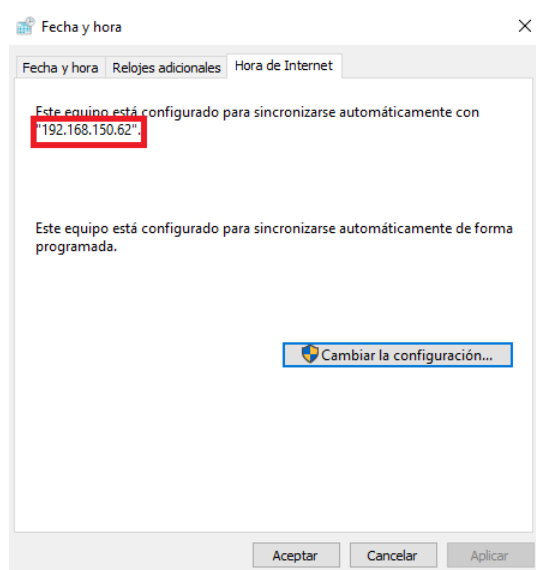 Fecha y hora
Fecha y hora Relojes adicionales Hora de Internet
Este equipo está configurado para sincronizarse automáticamente con
"192.168.150.62".
Este equipo está configurado para sincronizarse automáticamente de forma
programada.
Cambiar la configuración...
Aceptar Cancelar Aplicar